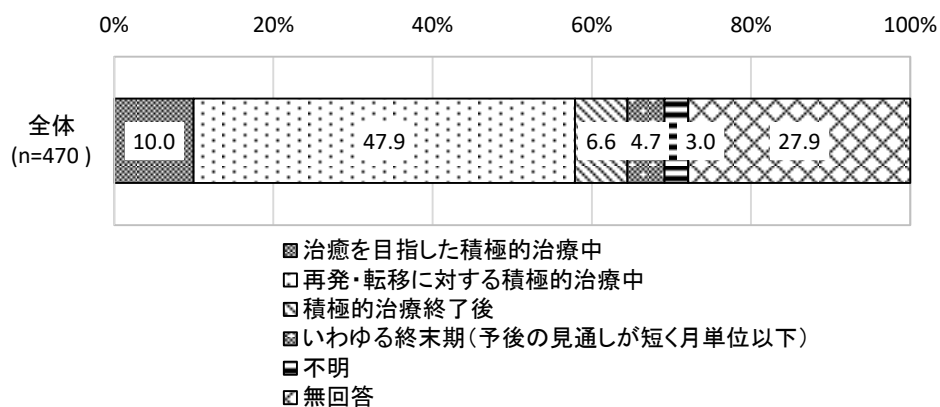 0% 20% 40% 60% 80% 100%
全体
(n=470 )
10.0 47.9 6.6 4.7 3.0 27.9
治癒を目指した積極的治療中
再発・転移に対する積極的治療中
積極的治療終了後
いわゆる終末期（予後の見通しが短く月単位以下）
不明
無回答